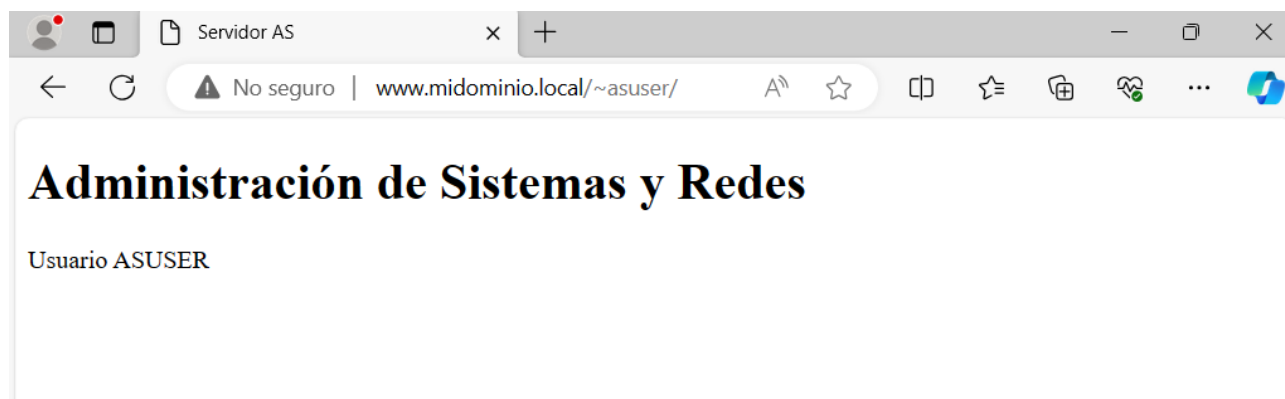 Servidor AS
No seguro | www.midominio.local/~asuser/
Administración de Sistemas y Redes
Usuario ASUSER